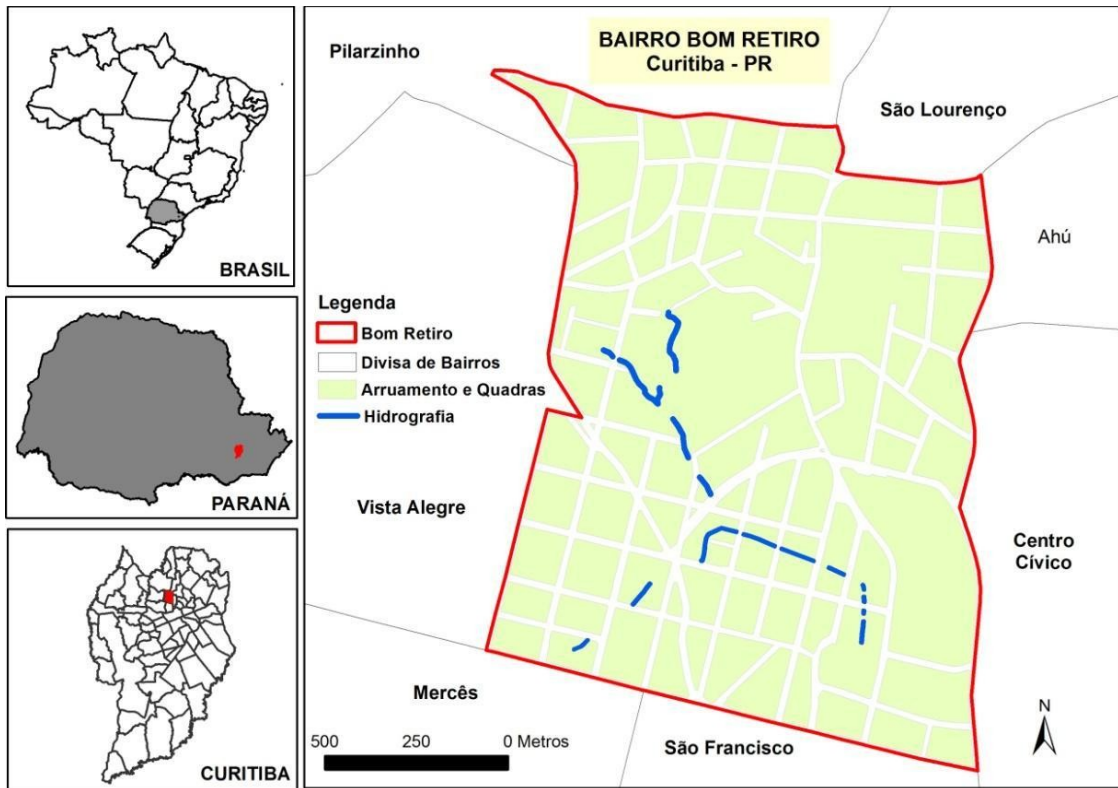 BRASIL
PARANÁ
CURITIBA
BAIRRO BOM RETIRO
Curitiba - PR
Pilarzinho
São Lourenço
Ahú
Legenda
Bom Retiro
Divisa de Bairros
Arruamento e Quadras
Hidrografia
Vista Alegre
Centro
Cívico
Mercês
São Francisco
N
500 250 0 Metros